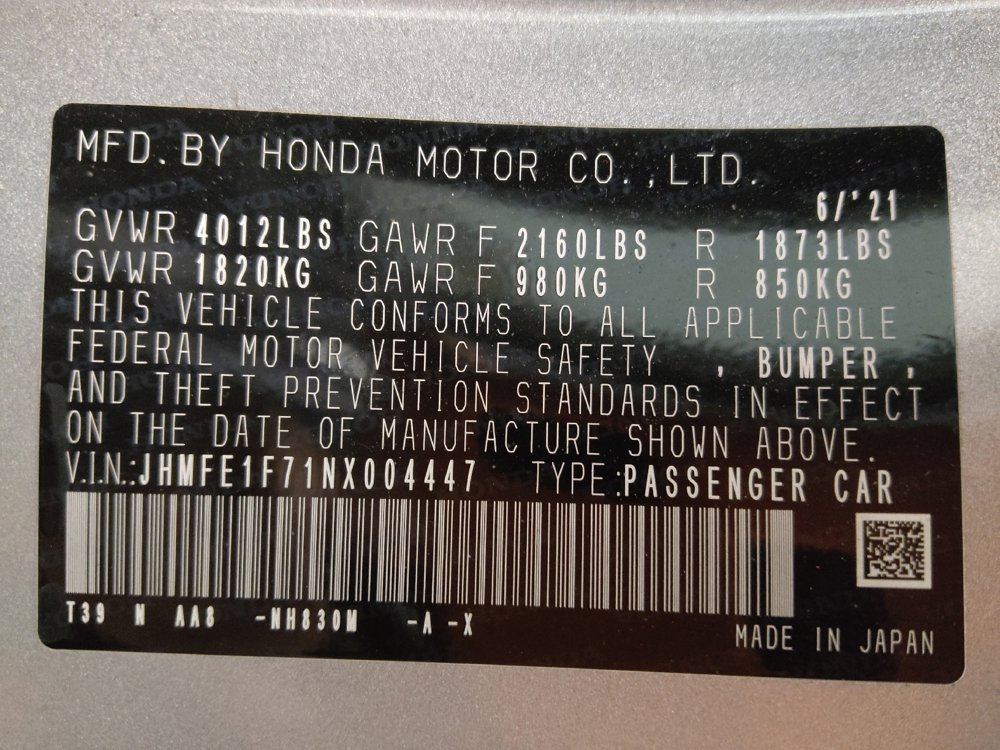 MFD. BY HONDA MOTOR CO., LTD.
6/'21
GVWR 4012LBS GAWR F 2160LBS R 1873LBS
GVWR 1820KG GAWR F 980KG R 850KG
THIS VEHICLE CONFORMS TO ALL APPLICABLE
FEDERAL MOTOR VEHICLE SAFETY , BUMPER ,
AND THEFT PREVENTION STANDARDS IN EFFECT
ON THE DATE OF MANUFACTURE SHOWN ABOVE.
V.I.N.:JHMFE1F71NX004447 TYPE:PASSENGER CAR
T39 N AA8 -NH830M -A -X
MADE IN JAPAN